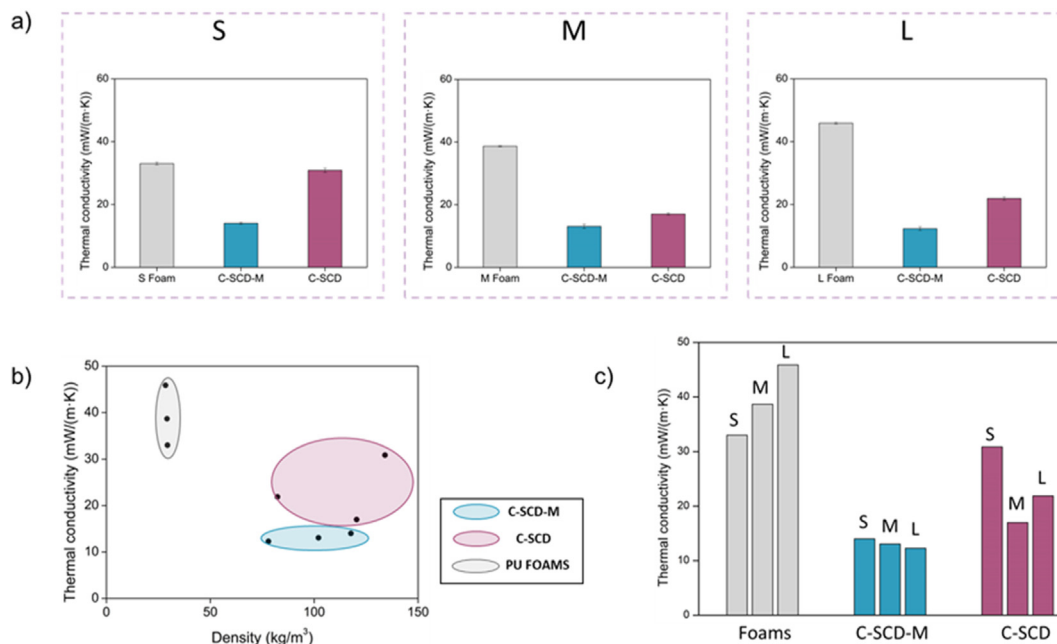 a)
S
Thermal conductivity (mW/(m·K))
60
40
20
0
S Foam C-SCD-M C-SCD
M
Thermal conductivity (mW/(m·K))
60
40
20
0
M Foam C-SCD-M C-SCD
L
Thermal conductivity (mW/(m·K))
60
40
20
0
L Foam C-SCD-M C-SCD
b)
Thermal conductivity (mW/(m·K))
50
40
30
20
10
0
0 50 100 150
Density (kg/m³)
C-SCD-M
C-SCD
PU FOAMS
c)
Thermal conductivity (mW/(m·K))
50
40
30
20
10
0
S M L
S M L
S M L
Foams C-SCD-M C-SCD